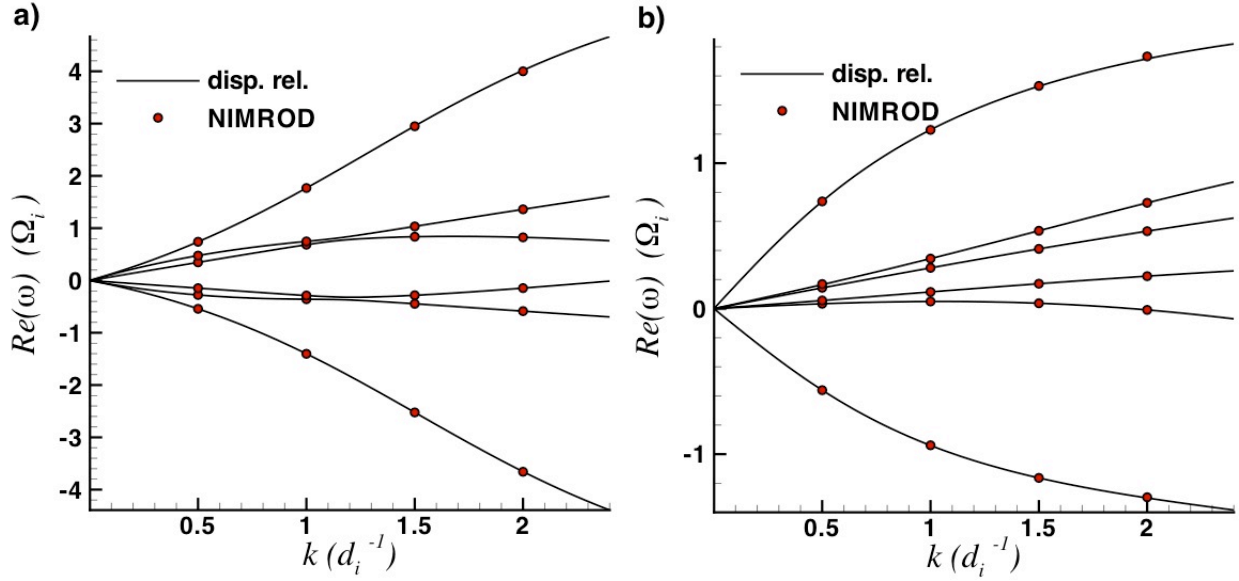 a)
disp. rel.
NIMROD
Re(ω) (Ω_i)
4
3
2
1
0
-1
-2
-3
-4
0.5
1
1.5
2
k (d_i^-1)
b)
disp. rel.
NIMROD
Re(ω) (Ω_i)
1
0
-1
0.5
1
1.5
2
k (d_i^-1)